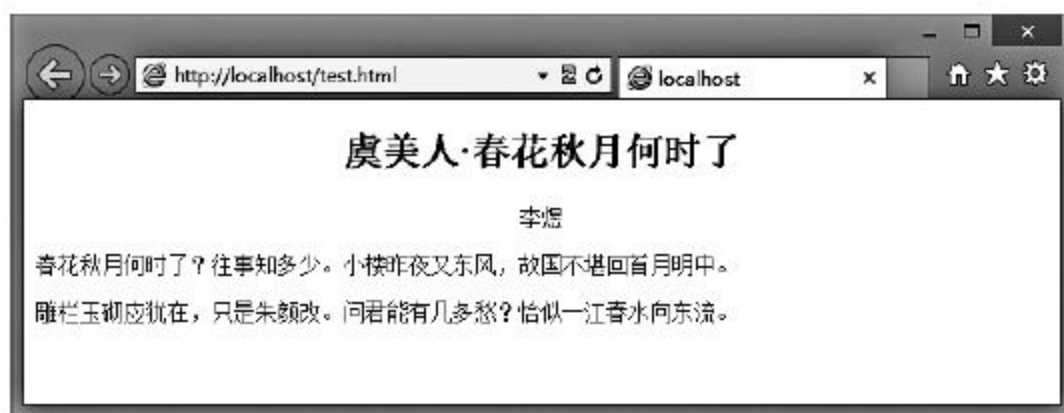 http://localhost/test.html
localhost
虞美人·春花秋月何时了
李煜
春花秋月何时了？往事知多少。小楼昨夜又东风，故国不堪回首月明中。
雕栏玉砌应犹在，只是朱颜改。问君能有几多愁？恰似一江春水向东流。